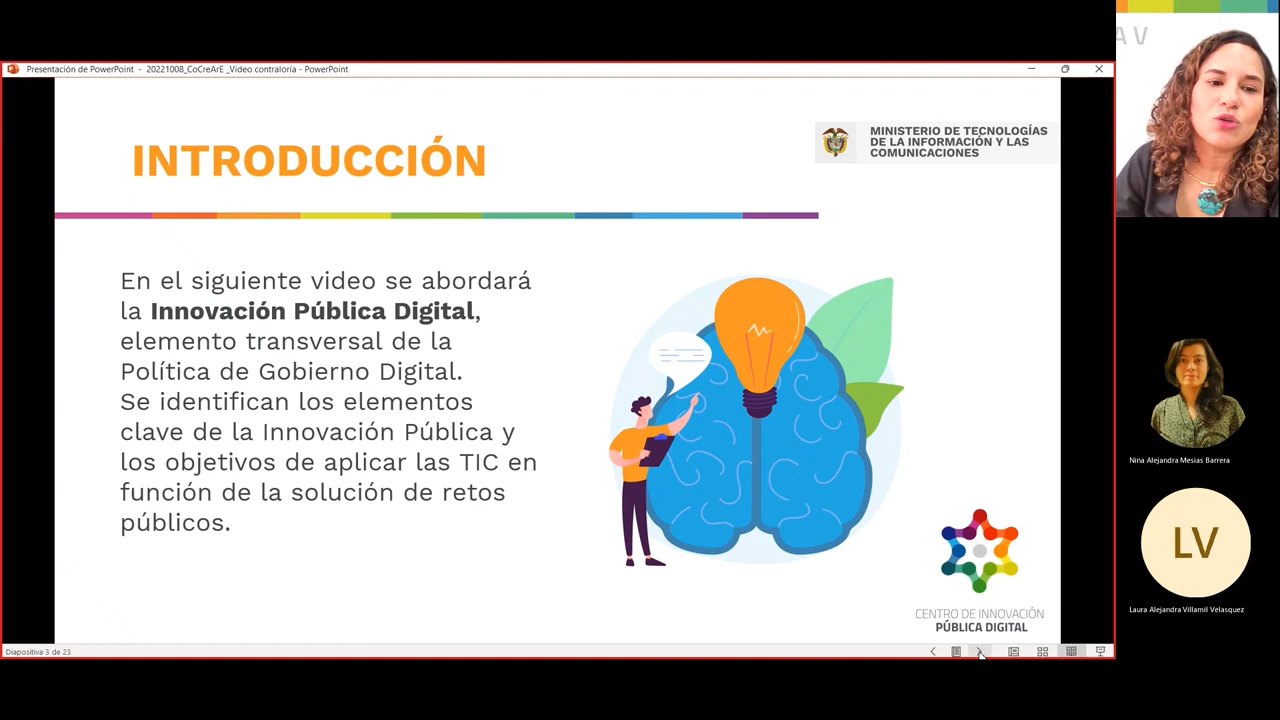 Presentación de PowerPoint - 20221008_CoCreArE _Video contraloría - PowerPoint
A V
INTRODUCCIÓN
MINISTERIO DE TECNOLOGÍAS
DE LA INFORMACIÓN Y LAS
COMUNICACIONES
En el siguiente video se abordará
la Innovación Pública Digital,
elemento transversal de la
Política de Gobierno Digital.
Se identifican los elementos
clave de la Innovación Pública y
los objetivos de aplicar las TIC en
función de la solución de retos
públicos.
CENTRO DE INNOVACIÓN
PÚBLICA DIGITAL
Diapositiva 3 de 23
Nina Alejandra Mesias Barrera
LV
Laura Alejandra Villamil Velasquez